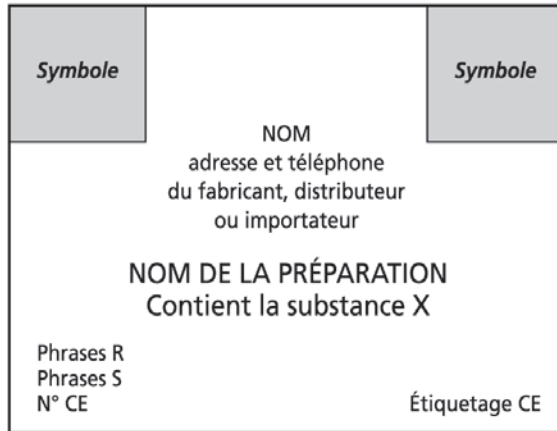 Symbole
Symbole
NOM
adresse et téléphone
du fabricant, distributeur
ou importateur
NOM DE LA PRÉPARATION
Contient la substance X
Phrases R
Phrases S
N° CE
Étiquetage CE